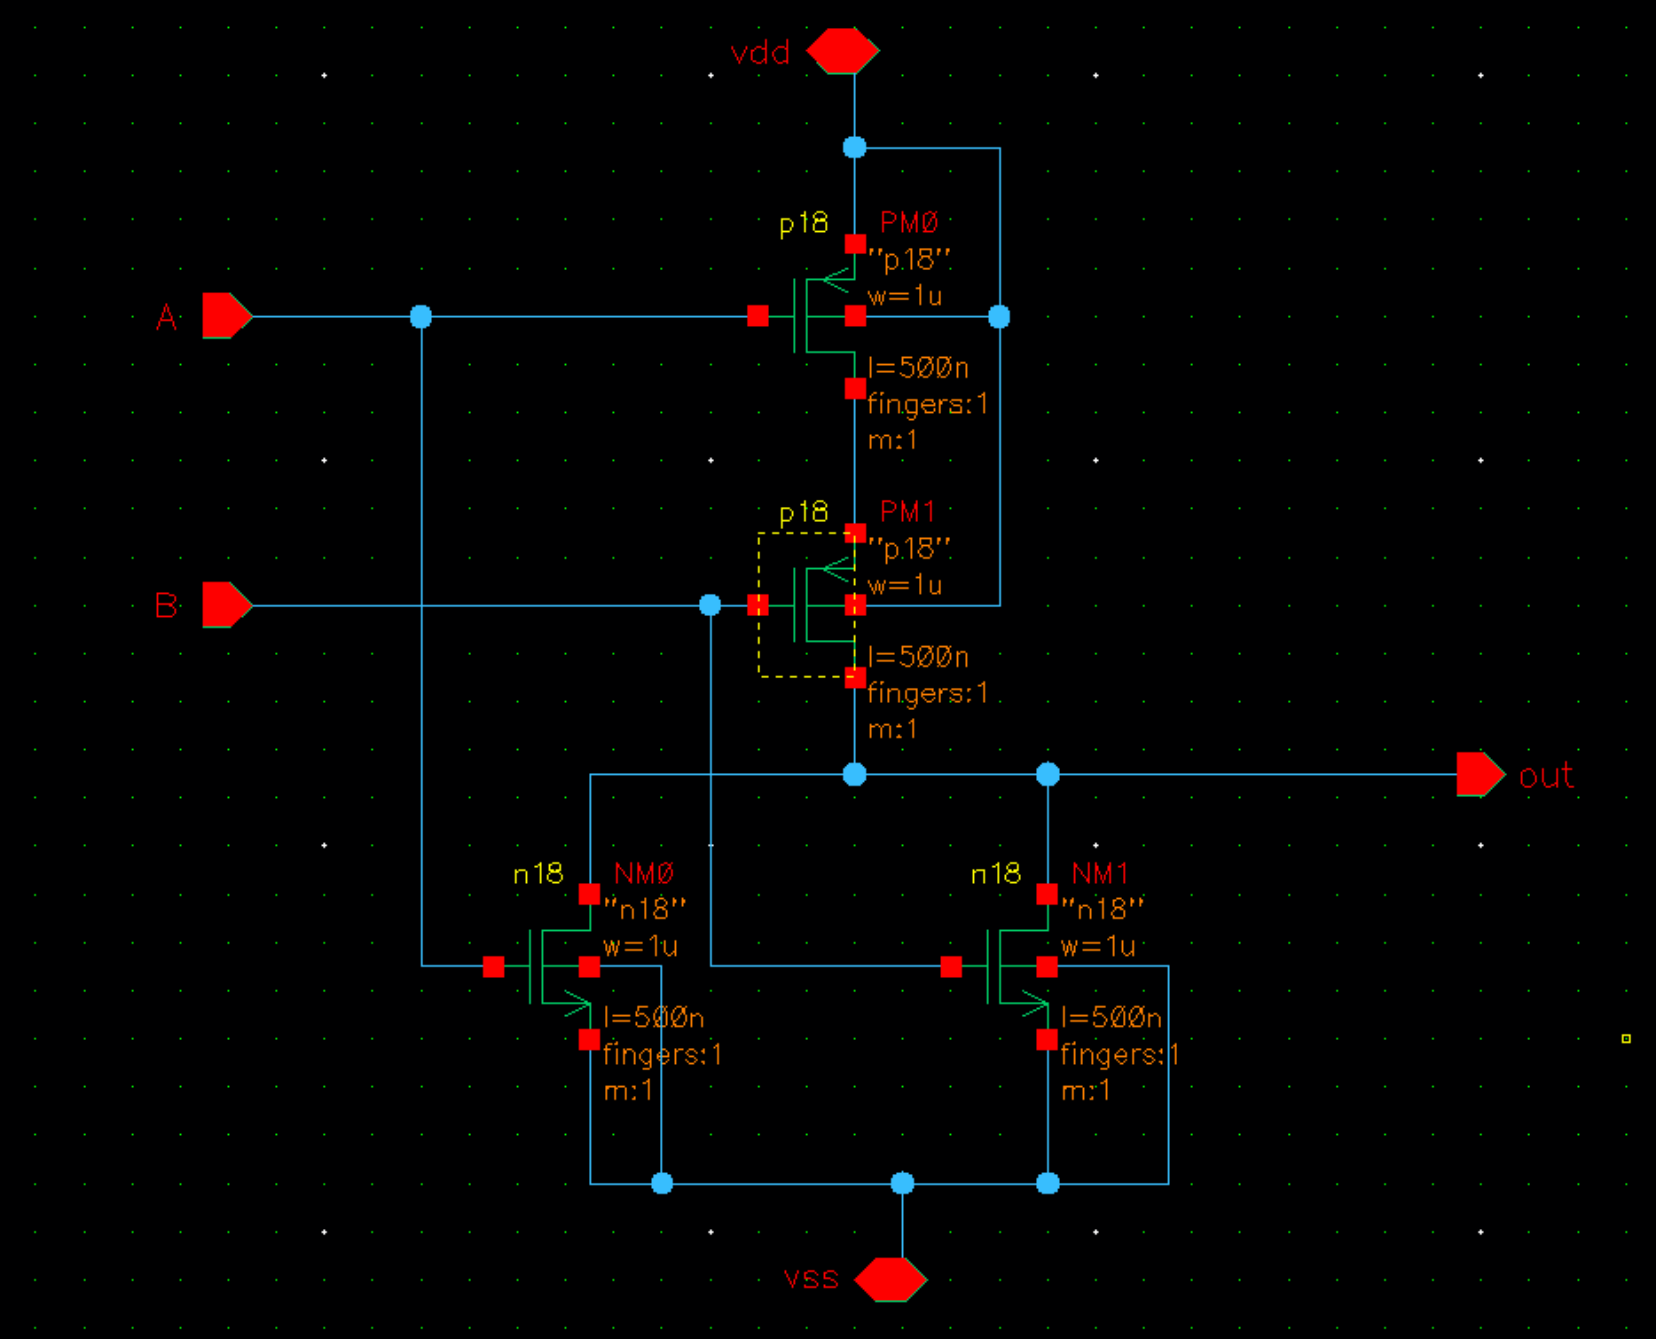 vdd
p18 PMØ
"p18"
w=1u
A
l=5ØØn
fingers:1
m:1
p18 PM1
"p18"
w=1u
B
l=5ØØn
fingers:1
m:1
out
n18 NMØ
"n18"
w=1u
l=5ØØn
fingers:1
m:1
n18 NM1
"n18"
w=1u
l=5ØØn
fingers:1
m:1
vss